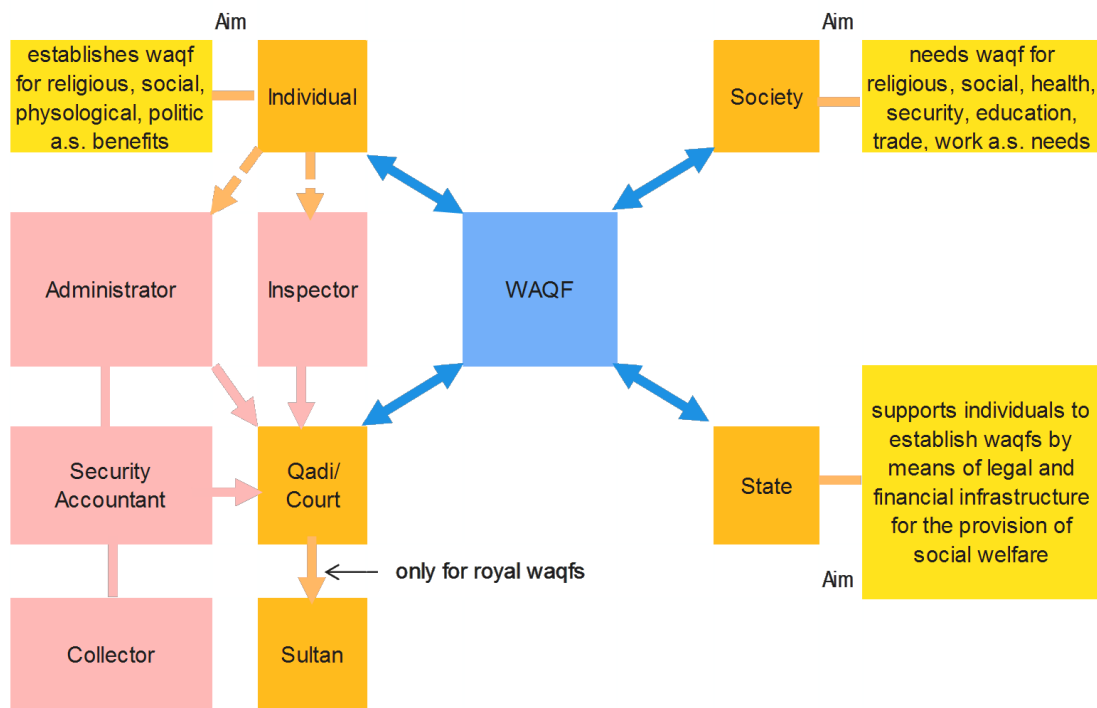 Aim
establishes waqf
for religious, social,
physological, politic
a.s. benefits
Individual
Society
Aim
needs waqf for
religious, social, health,
security, education,
trade, work a.s. needs
Administrator
Inspector
WAQF
Security
Accountant
Qadi/
Court
State
supports individuals to
establish waqfs by
means of legal and
financial infrastructure
for the provision of
social welfare
Aim
only for royal waqfs
Collector
Sultan